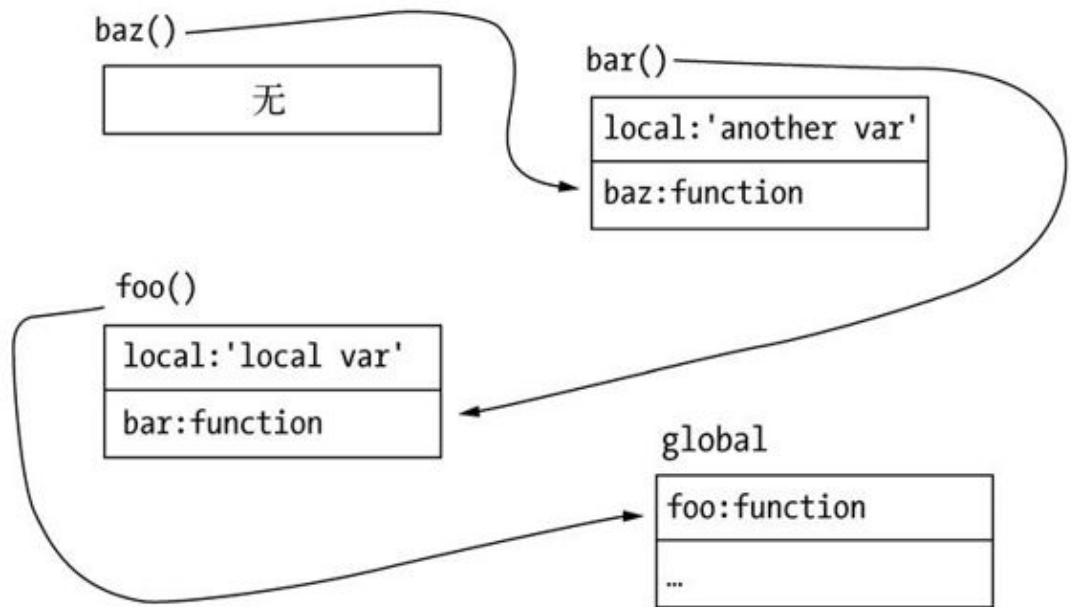 baz()
无
bar()
local:'another var'
baz:function
foo()
local:'local var'
bar:function
global
foo:function
…